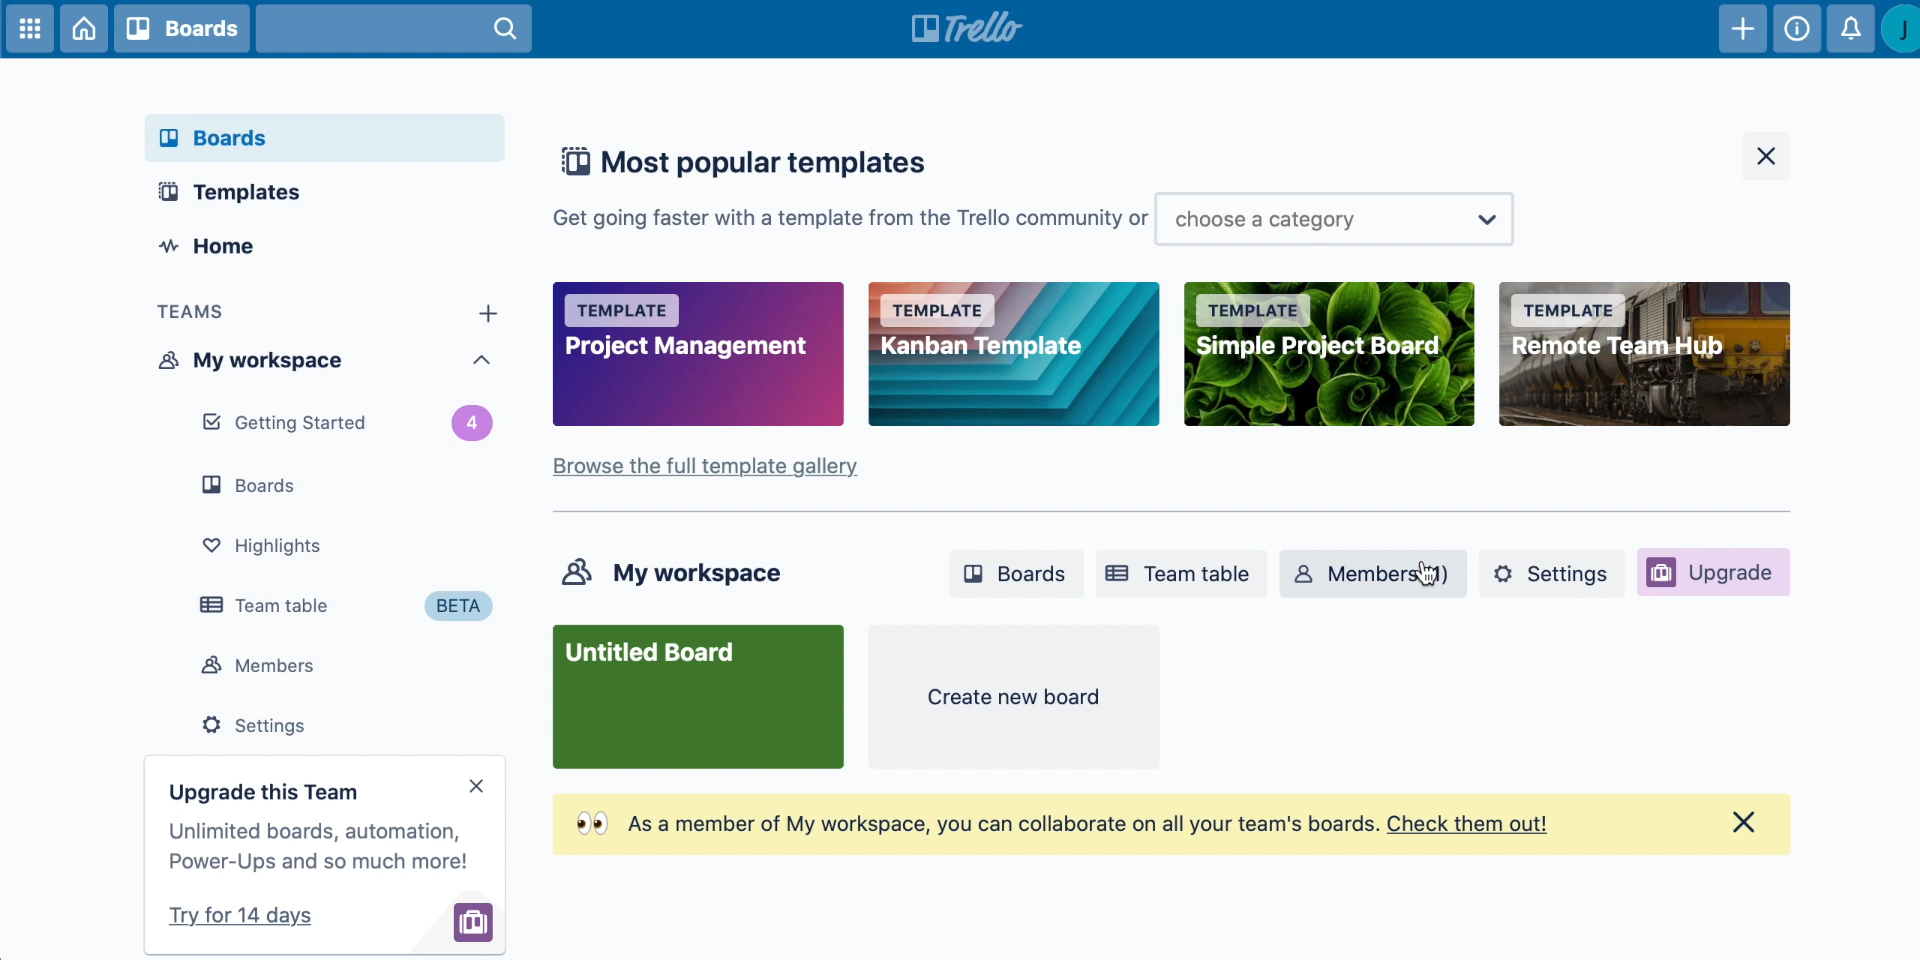 Boards
Trello
J
Boards
Templates
Home
TEAMS
My workspace
Getting Started 4
Boards
Highlights
Team table BETA
Members
Settings
Upgrade this Team
Unlimited boards, automation,
Power-Ups and so much more!
Try for 14 days
Most popular templates
Get going faster with a template from the Trello community or choose a category
TEMPLATE
Project Management
TEMPLATE
Kanban Template
TEMPLATE
Simple Project Board
TEMPLATE
Remote Team Hub
Browse the full template gallery
My workspace Boards Team table Members (1) Settings Upgrade
Untitled Board
Create new board
As a member of My workspace, you can collaborate on all your team's boards. Check them out!